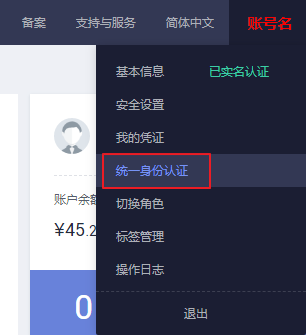 备案 支持与服务 简体中文 账号名
基本信息 已实名认证
安全设置
我的凭证
统一身份认证
账户余额
切换角色
¥45.2
标签管理
操作日志
0
退出